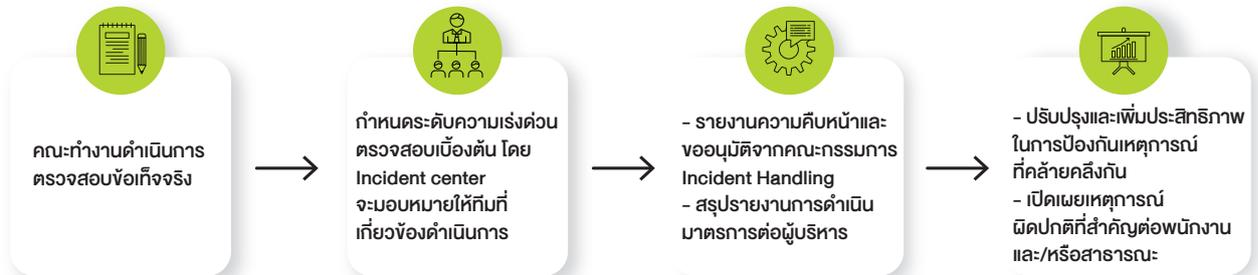 คณะทำงานดำเนินการ
ตรวจสอบข้อเท็จจริง
กำหนดระดับความเร่งด่วน
ตรวจสอบเบื้องต้น โดย
Incident center
จะมอบหมายให้ทีมที่
เกี่ยวข้องดำเนินการ
- รายงานความคืบหน้าและ
ขออนุมัติจากคณะกรรมการ
Incident Handling
- สรุปรายงานการดำเนิน
มาตรการต่อผู้บริหาร
- ปรับปรุงและเพิ่มประสิทธิภาพ
ในการป้องกันเหตุการณ์
ที่คล้ายคลึงกัน
- เปิดเผยเหตุการณ์
ผิดปกติที่สำคัญต่อพนักงาน
และ/หรือสาธารณะ